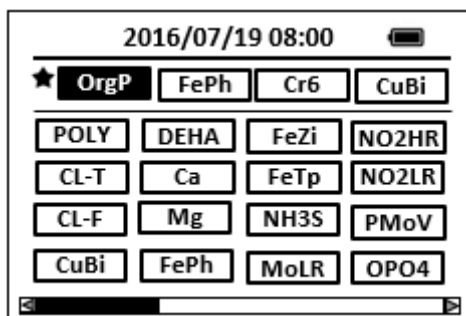 2016/07/19 08:00
OrgP FePh Cr6 CuBi
POLY DEHA FeZi NO2HR
CL-T Ca FeTp NO2LR
CL-F Mg NH3S PMoV
CuBi FePh MoLR OPO4